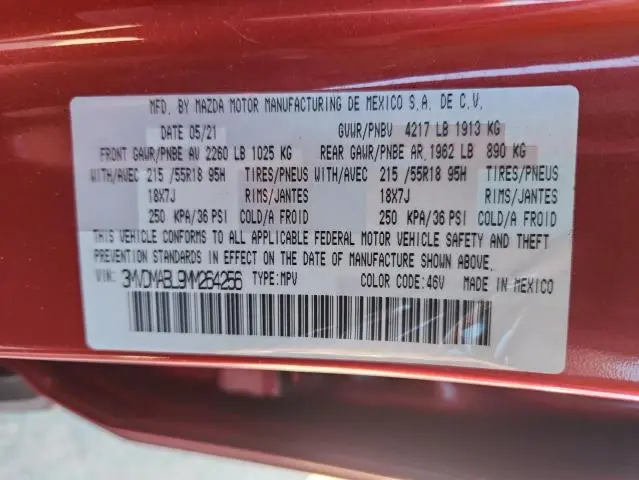 MFD. BY MAZDA MOTOR MANUFACTURING DE MEXICO S.A. DE C.V.
DATE 05/21 GVWR/PNBV 4217 LB 1913 KG
FRONT GAWR/PNBE AV 2260 LB 1025 KG REAR GAWR/PNBE AR 1962 LB 890 KG
WITH/AVEC 215 /55R18 95H TIRES/PNEUS WITH/AVEC 215 /55R18 95H TIRES/PNEUS
18X7J RIMS/JANTES 18X7J RIMS/JANTES
250 KPA/36 PSI COLD/A FROID 250 KPA/36 PSI COLD/A FROID
THIS VEHICLE CONFORMS TO ALL APPLICABLE FEDERAL MOTOR VEHICLE SAFETY AND THEFT
PREVENTION STANDARDS IN EFFECT ON THE DATE OF MANUFACTURE SHOWN ABOVE.
VIN: 3MVDMABL9MM264256 TYPE:MPV COLOR CODE:46V MADE IN MEXICO